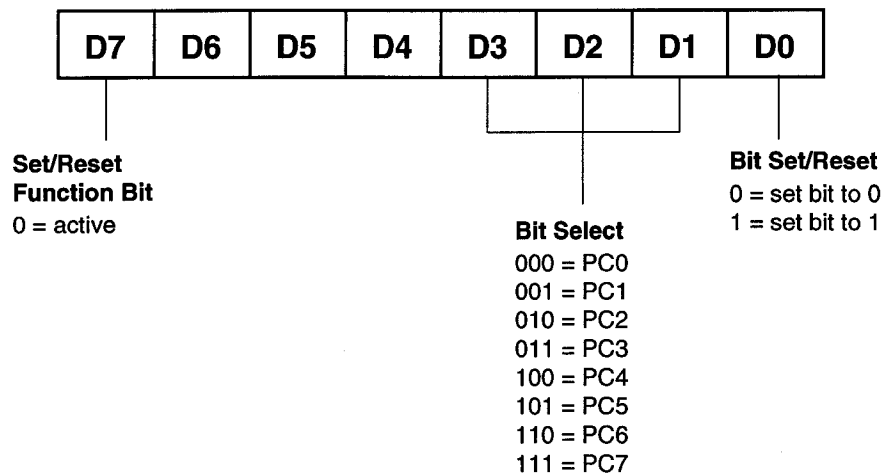 D7 D6 D5 D4 D3 D2 D1 D0
Set/Reset
Function Bit
0 = active
Bit Select
000 = PC0
001 = PC1
010 = PC2
011 = PC3
100 = PC4
101 = PC5
110 = PC6
111 = PC7
Bit Set/Reset
0 = set bit to 0
1 = set bit to 1